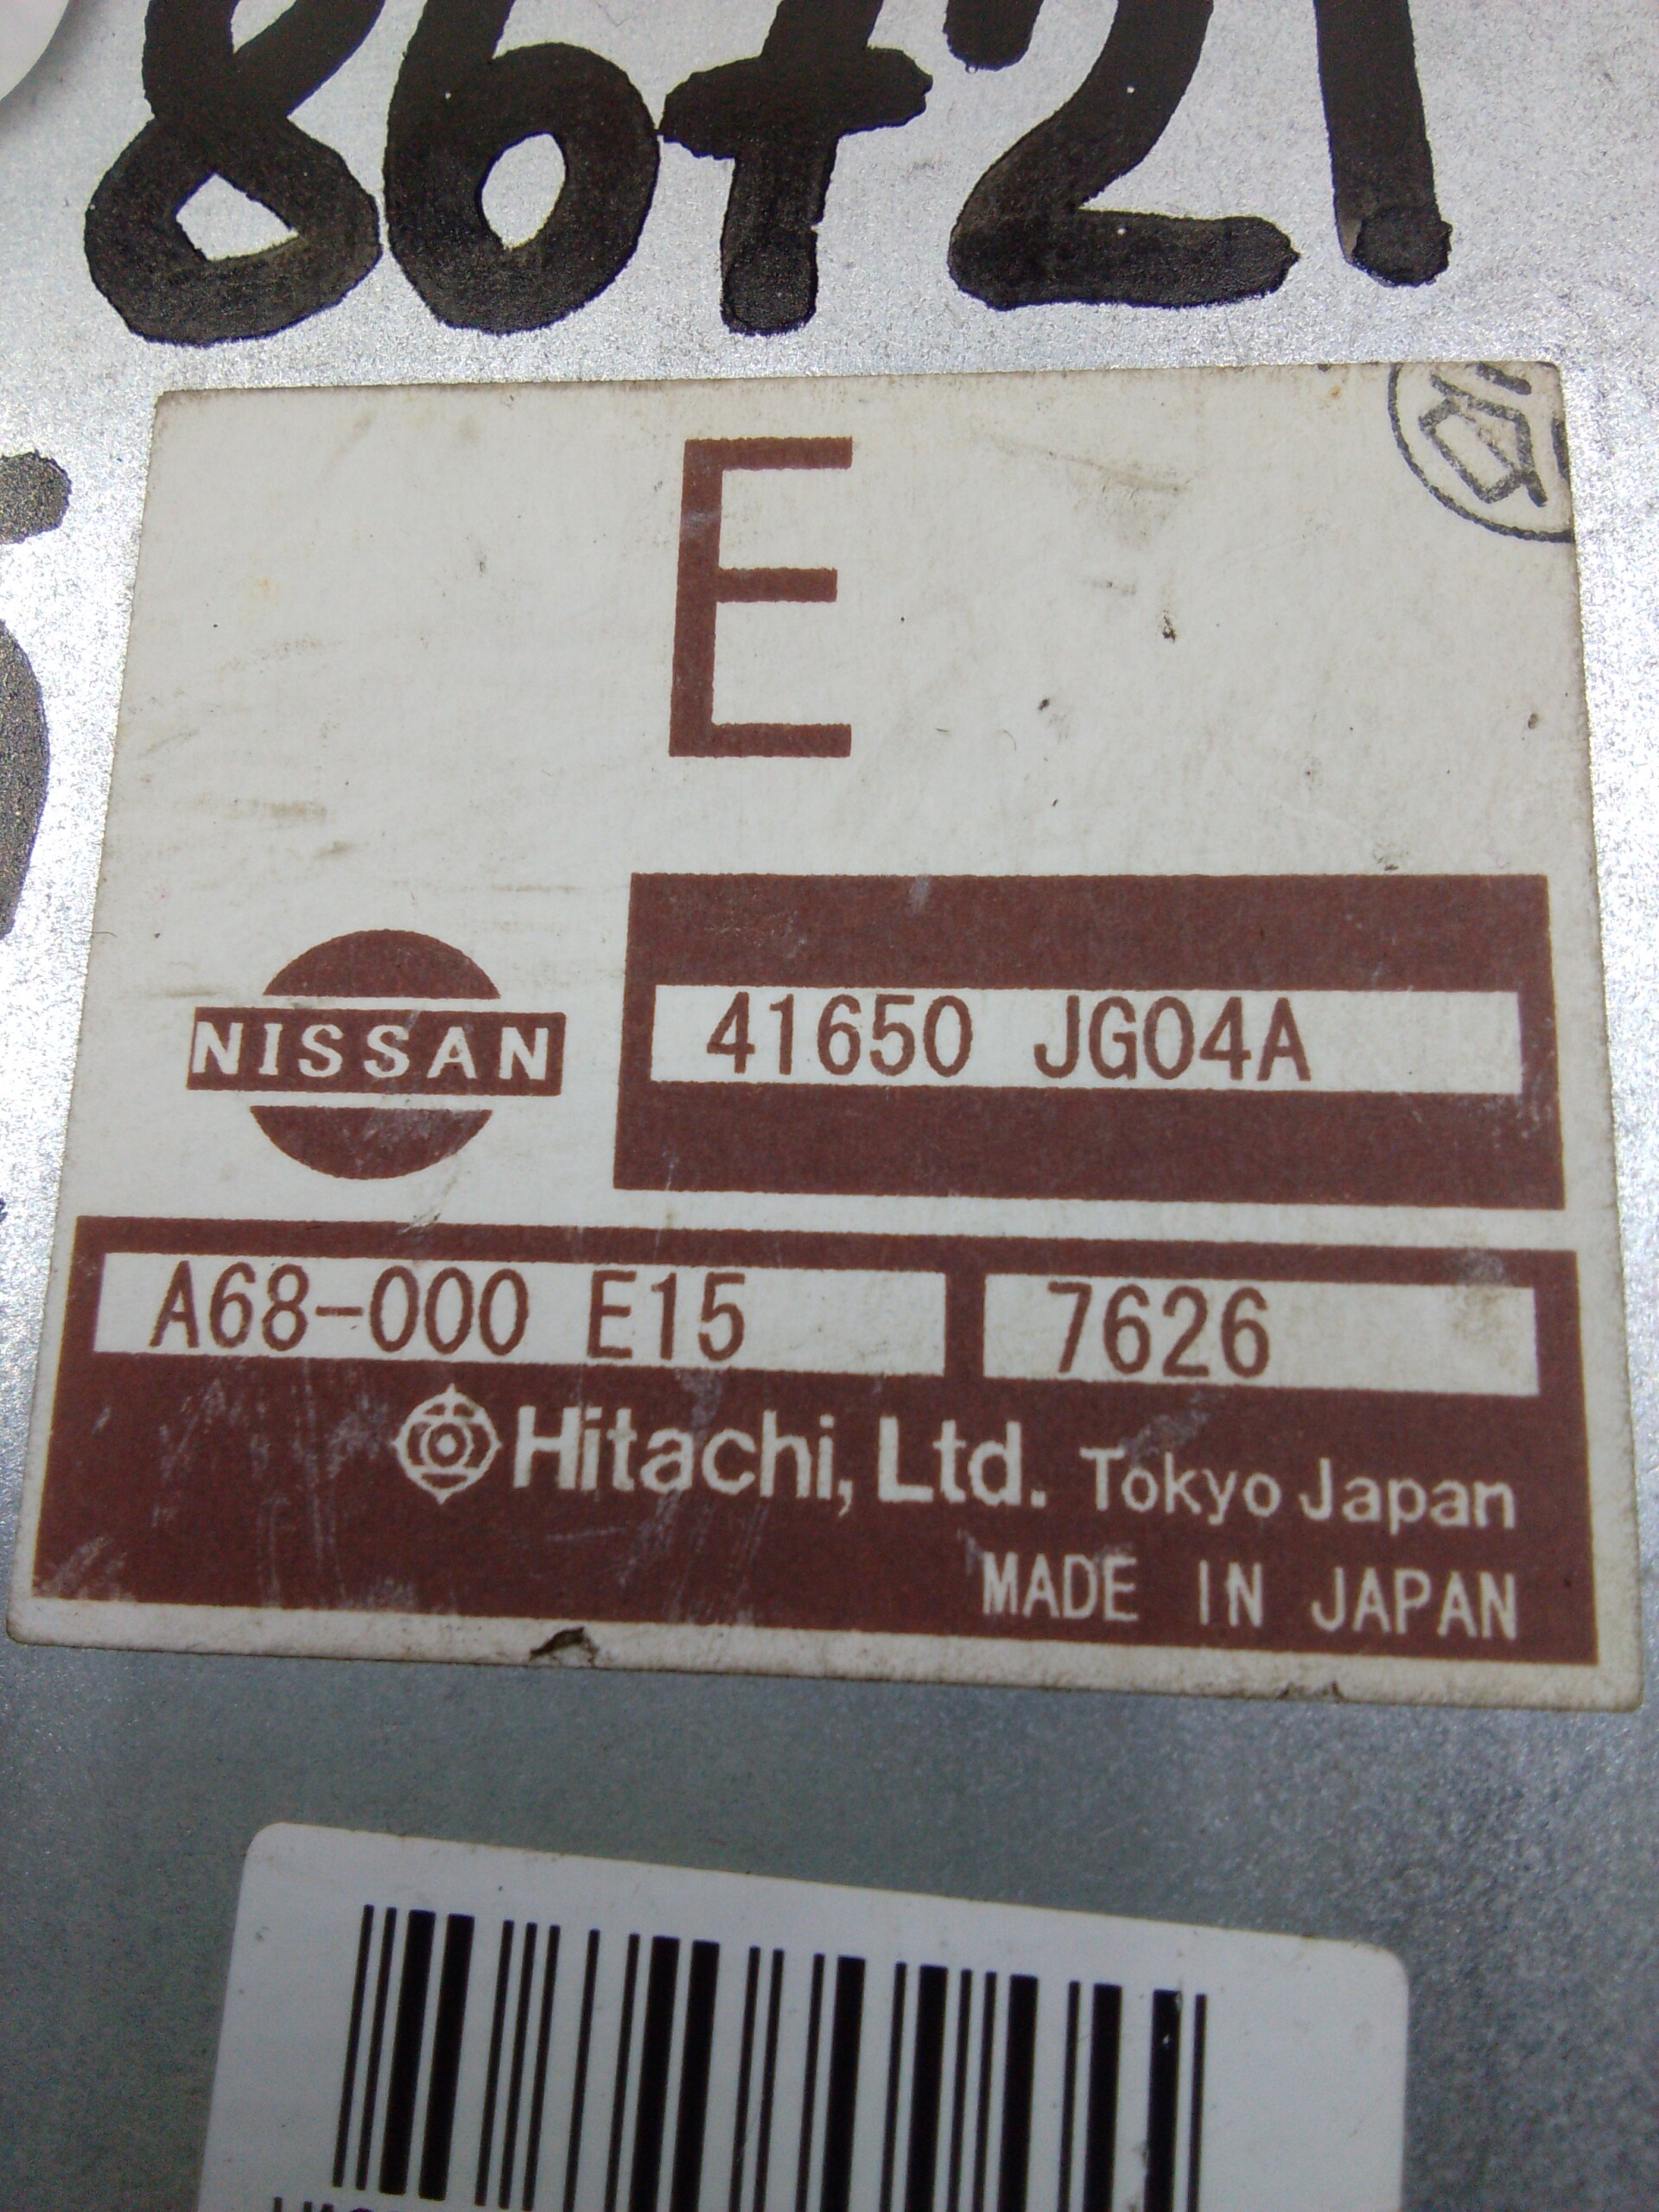 86721
E
NISSAN
41650 JG04A
A68-000 E15
7626
Hitachi, Ltd. Tokyo Japan
MADE IN JAPAN